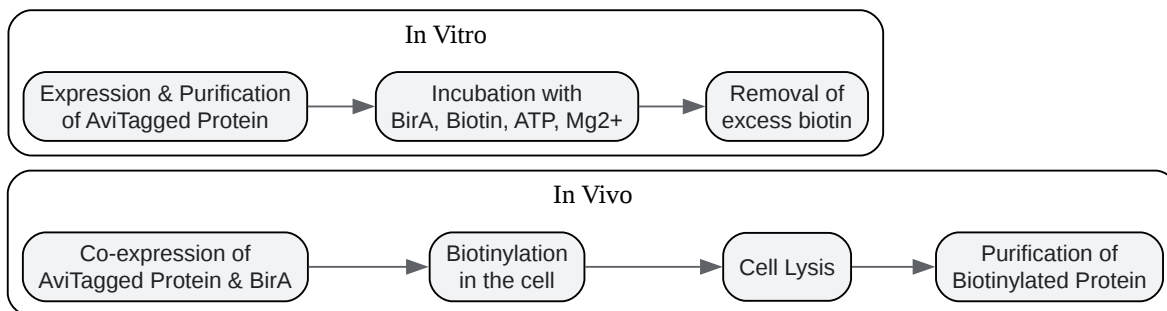 In Vitro
Expression & Purification
of AviTagged Protein
Incubation with
BirA, Biotin, ATP, Mg2+
Removal of
excess biotin
In Vivo
Co-expression of
AviTagged Protein & BirA
Biotinylation
in the cell
Cell Lysis
Purification of
Biotinylated Protein